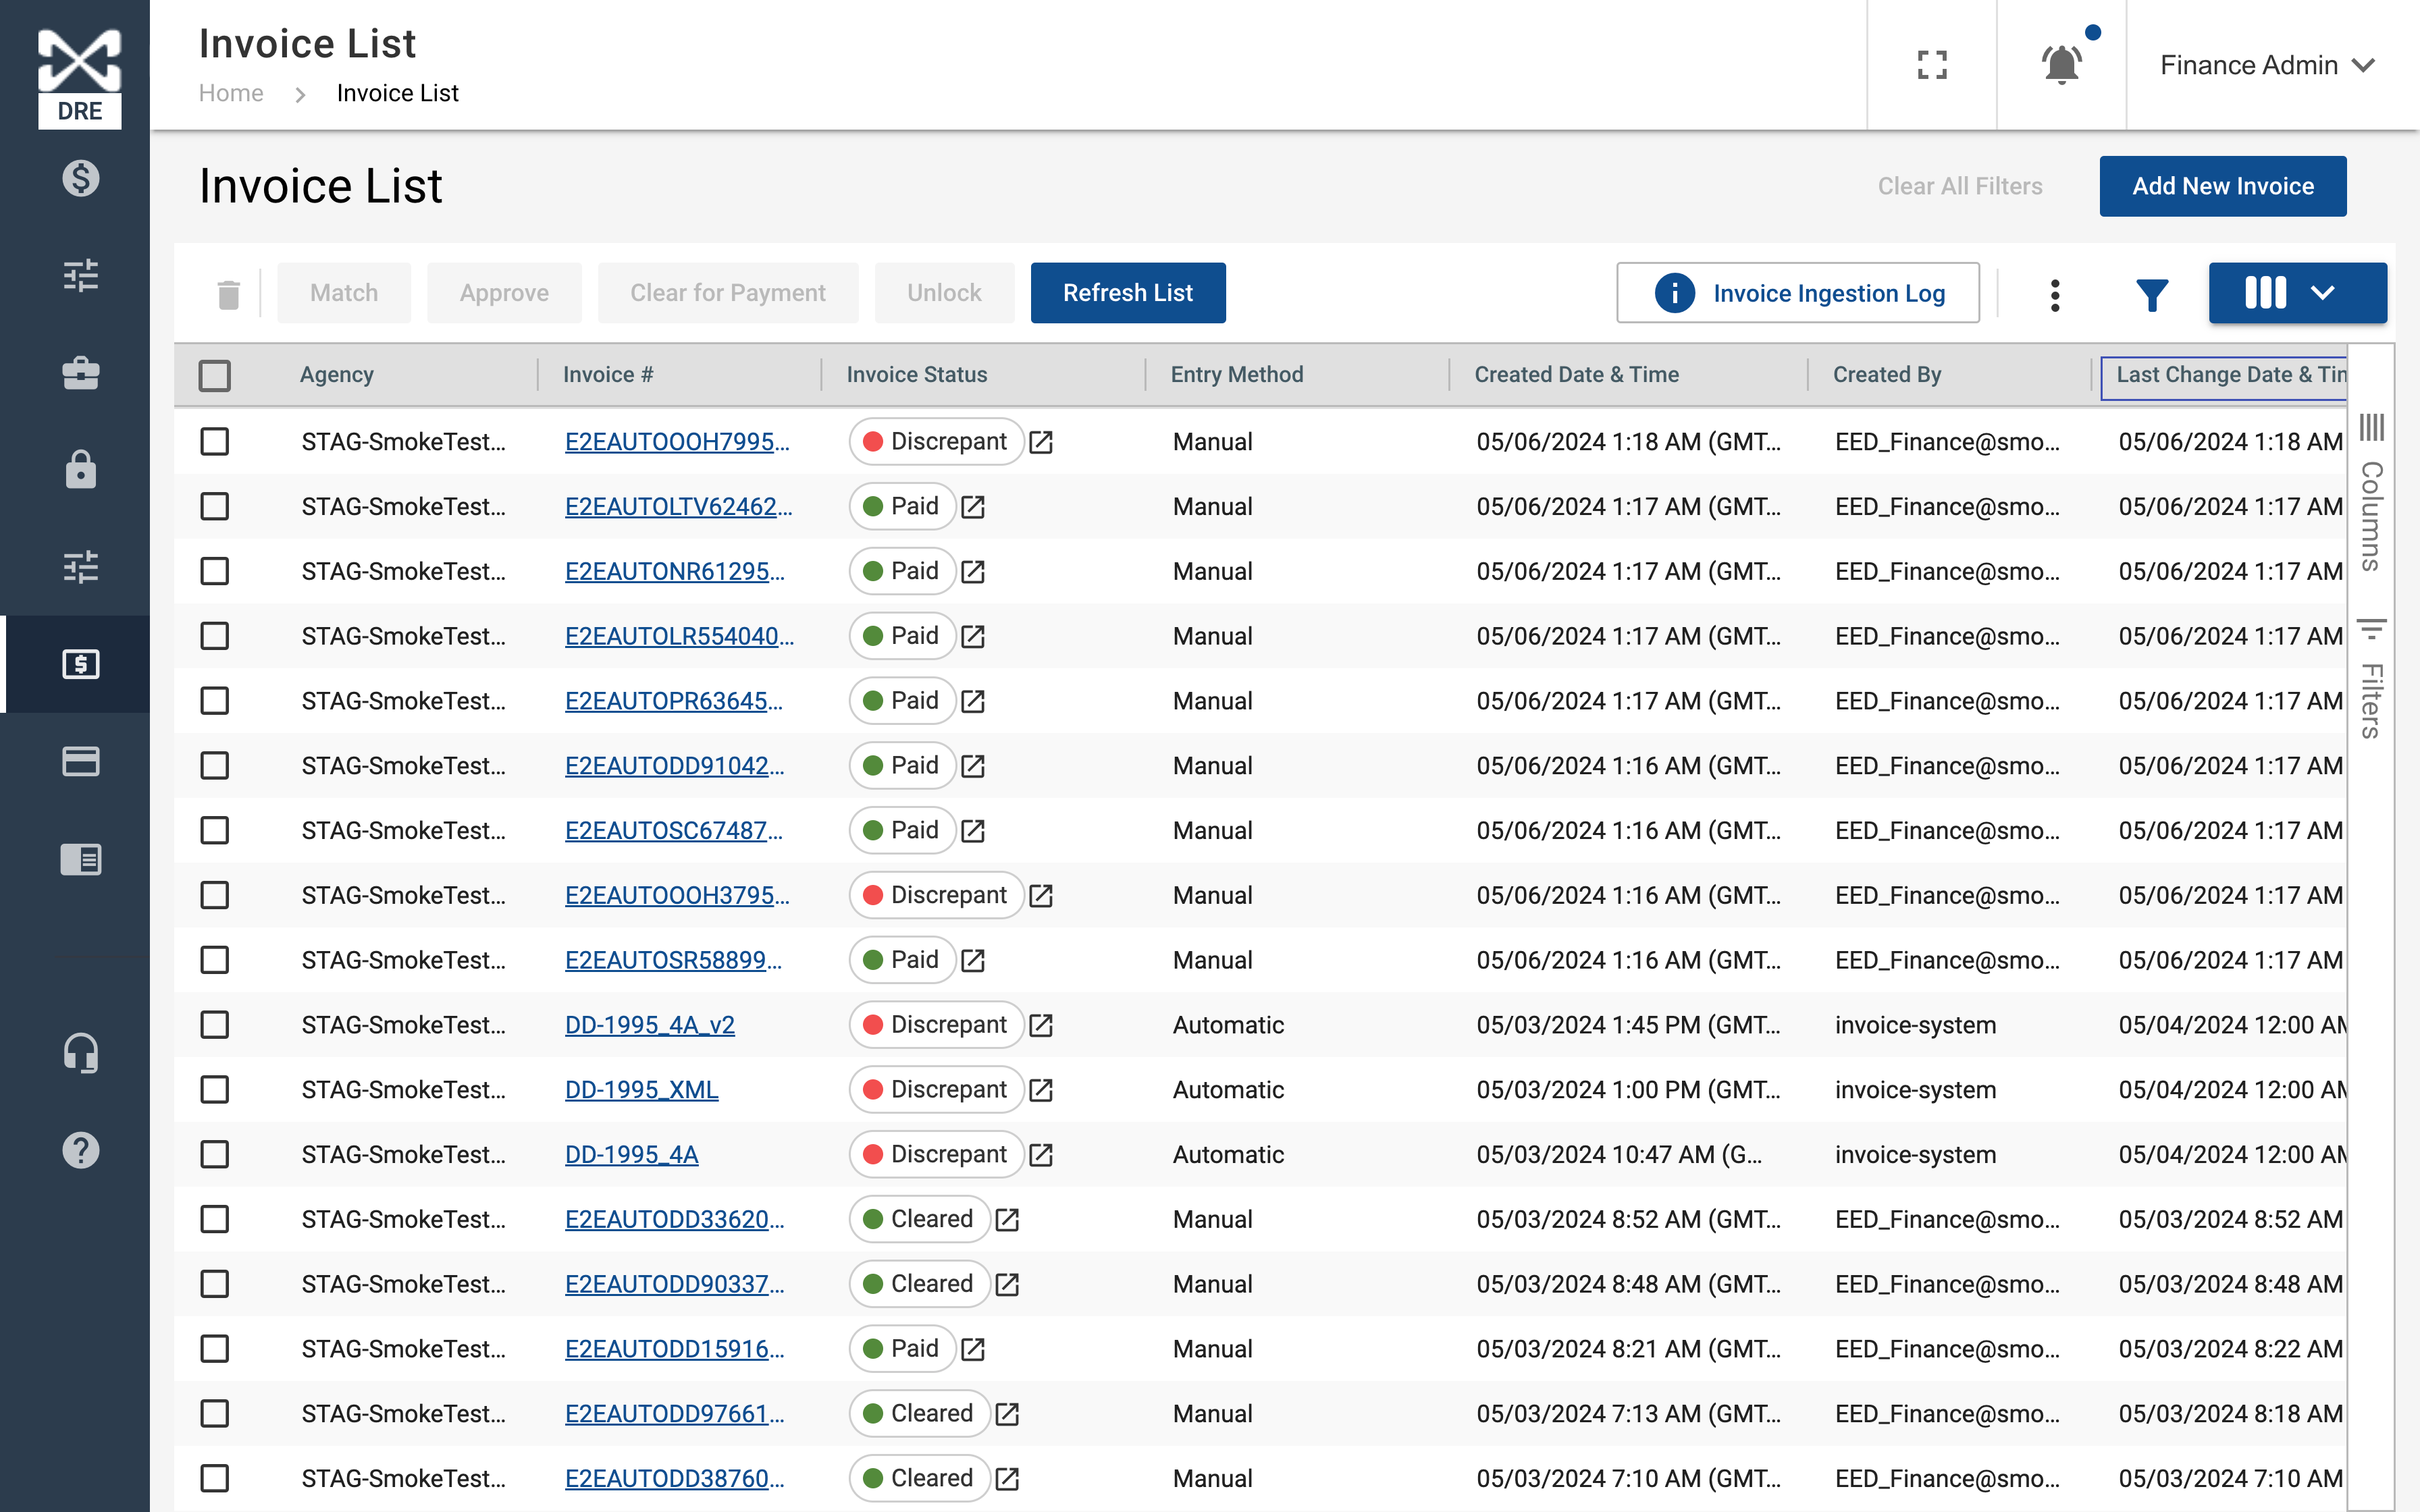 DRE
Invoice List
Home > Invoice List
Finance Admin
Invoice List
Clear All Filters
Add New Invoice
Match Approve Clear for Payment Unlock Refresh List Invoice Ingestion Log
Agency Invoice # Invoice Status Entry Method Created Date & Time Created By Last Change Date & Tim
STAG-SmokeTest... E2EAUTOOOH7995... Discrepant Manual 05/06/2024 1:18 AM (GMT... EED_Finance@smo... 05/06/2024 1:18 AM
STAG-SmokeTest... E2EAUTOLTV62462... Paid Manual 05/06/2024 1:17 AM (GMT... EED_Finance@smo... 05/06/2024 1:17 AM
STAG-SmokeTest... E2EAUTONR61295... Paid Manual 05/06/2024 1:17 AM (GMT... EED_Finance@smo... 05/06/2024 1:17 AM
STAG-SmokeTest... E2EAUTOLR554040... Paid Manual 05/06/2024 1:17 AM (GMT... EED_Finance@smo... 05/06/2024 1:17 AM
STAG-SmokeTest... E2EAUTOPR63645... Paid Manual 05/06/2024 1:17 AM (GMT... EED_Finance@smo... 05/06/2024 1:17 AM
STAG-SmokeTest... E2EAUTODD91042... Paid Manual 05/06/2024 1:16 AM (GMT... EED_Finance@smo... 05/06/2024 1:17 AM
STAG-SmokeTest... E2EAUTOSC67487... Paid Manual 05/06/2024 1:16 AM (GMT... EED_Finance@smo... 05/06/2024 1:17 AM
STAG-SmokeTest... E2EAUTOOOH3795... Discrepant Manual 05/06/2024 1:16 AM (GMT... EED_Finance@smo... 05/06/2024 1:17 AM
STAG-SmokeTest... E2EAUTOSR58899... Paid Manual 05/06/2024 1:16 AM (GMT... EED_Finance@smo... 05/06/2024 1:17 AM
STAG-SmokeTest... DD-1995_4A_v2 Discrepant Automatic 05/03/2024 1:45 PM (GMT... invoice-system 05/04/2024 12:00 AM
STAG-SmokeTest... DD-1995_XML Discrepant Automatic 05/03/2024 1:00 PM (GMT... invoice-system 05/04/2024 12:00 AM
STAG-SmokeTest... DD-1995_4A Discrepant Automatic 05/03/2024 10:47 AM (G... invoice-system 05/04/2024 12:00 AM
STAG-SmokeTest... E2EAUTODD33620... Cleared Manual 05/03/2024 8:52 AM (GMT... EED_Finance@smo... 05/03/2024 8:52 AM
STAG-SmokeTest... E2EAUTODD90337... Cleared Manual 05/03/2024 8:48 AM (GMT... EED_Finance@smo... 05/03/2024 8:48 AM
STAG-SmokeTest... E2EAUTODD15916... Paid Manual 05/03/2024 8:21 AM (GMT... EED_Finance@smo... 05/03/2024 8:22 AM
STAG-SmokeTest... E2EAUTODD97661... Cleared Manual 05/03/2024 7:13 AM (GMT... EED_Finance@smo... 05/03/2024 8:18 AM
STAG-SmokeTest... E2EAUTODD38760... Cleared Manual 05/03/2024 7:10 AM (GMT... EED_Finance@smo... 05/03/2024 7:10 AM
Columns
Filters